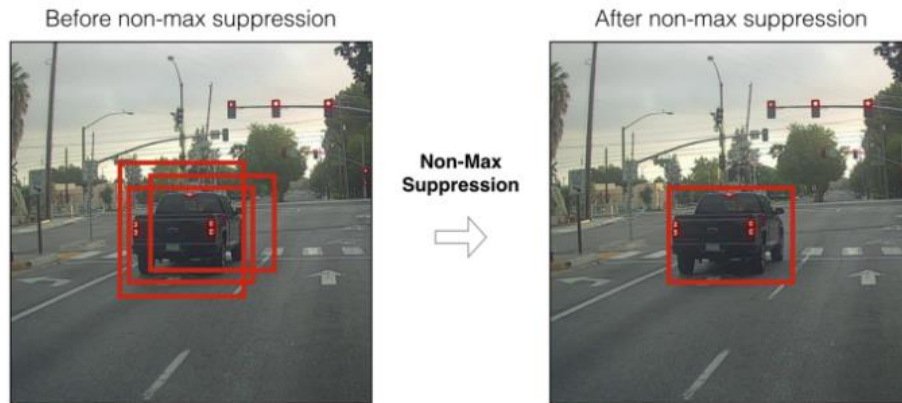 Before non-max suppression
After non-max suppression
Non-Max
Suppression